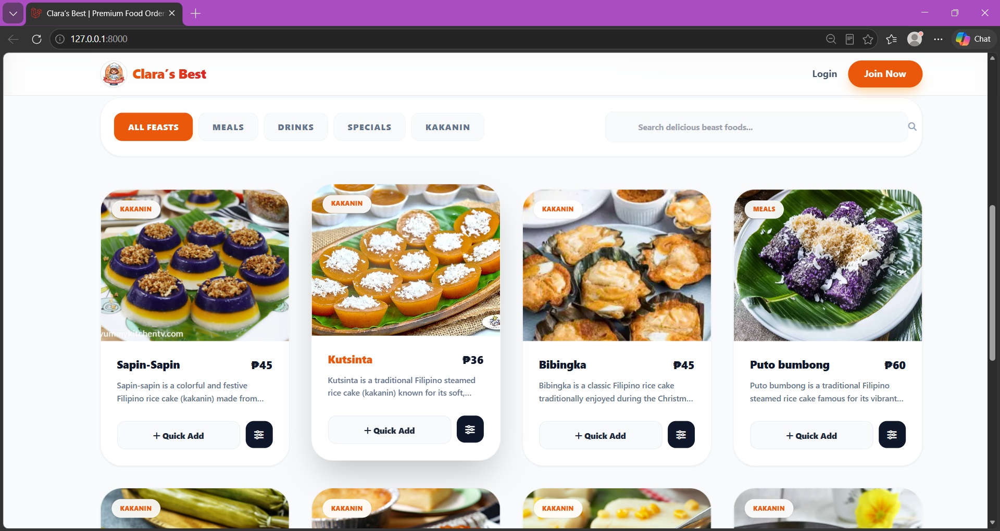 Clara's Best | Premium Food Order
127.0.0.1:8000
Chat
CLARA'S BEST
Clara's Best
Login
Join Now
ALL FEASTS
MEALS
DRINKS
SPECIALS
KAKANIN
Search delicious beast foods...
KAKANIN
KAKANIN
KAKANIN
MEALS
yummykitchentv.com
Sapin-Sapin
₱45
Sapin-sapin is a colorful and festive
Filipino rice cake (kakanin) made from...
+ Quick Add
Kutsinta
₱36
Kutsinta is a traditional Filipino steamed
rice cake (kakanin) known for its soft,...
+ Quick Add
Bibingka
₱45
Bibingka is a classic Filipino rice cake
traditionally enjoyed during the Christm...
+ Quick Add
Puto bumbong
₱60
Puto bumbong is a traditional Filipino
steamed rice cake famous for its vibrant...
+ Quick Add
KAKANIN
KAKANIN
KAKANIN
KAKANIN